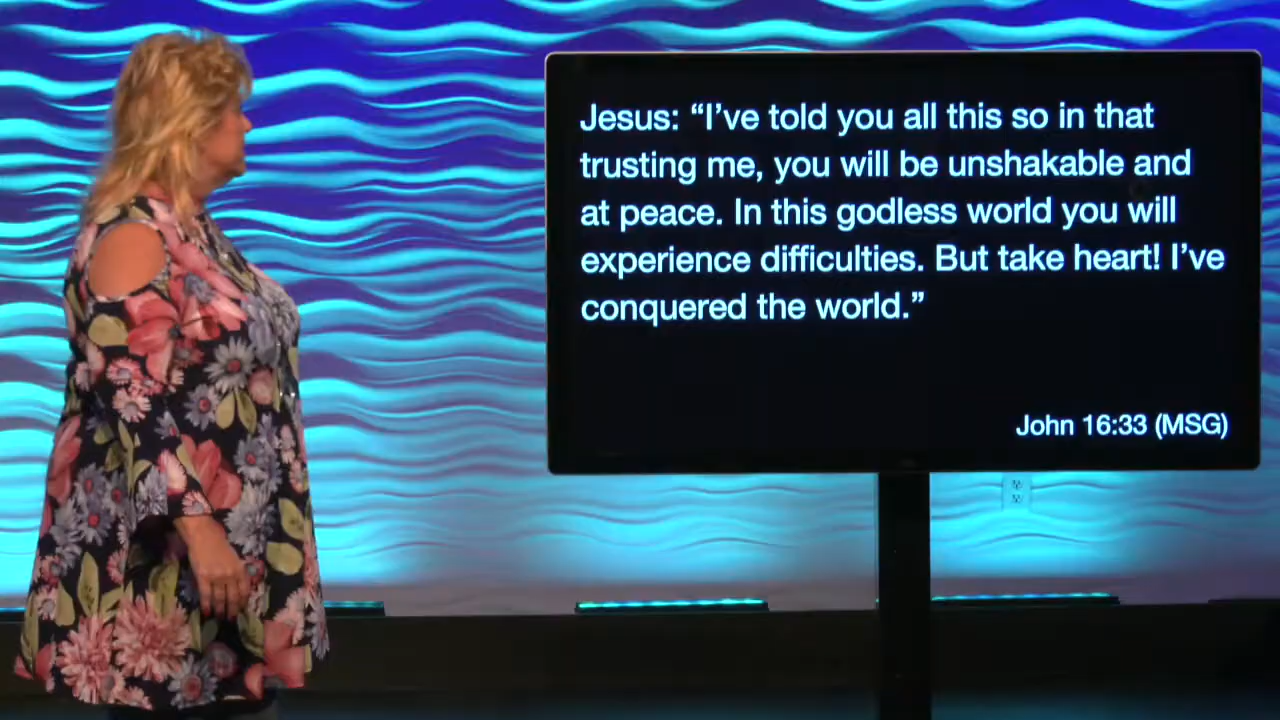 Jesus: “I’ve told you all this so in that
trusting me, you will be unshakable and
at peace. In this godless world you will
experience difficulties. But take heart! I’ve
conquered the world.”
John 16:33 (MSG)